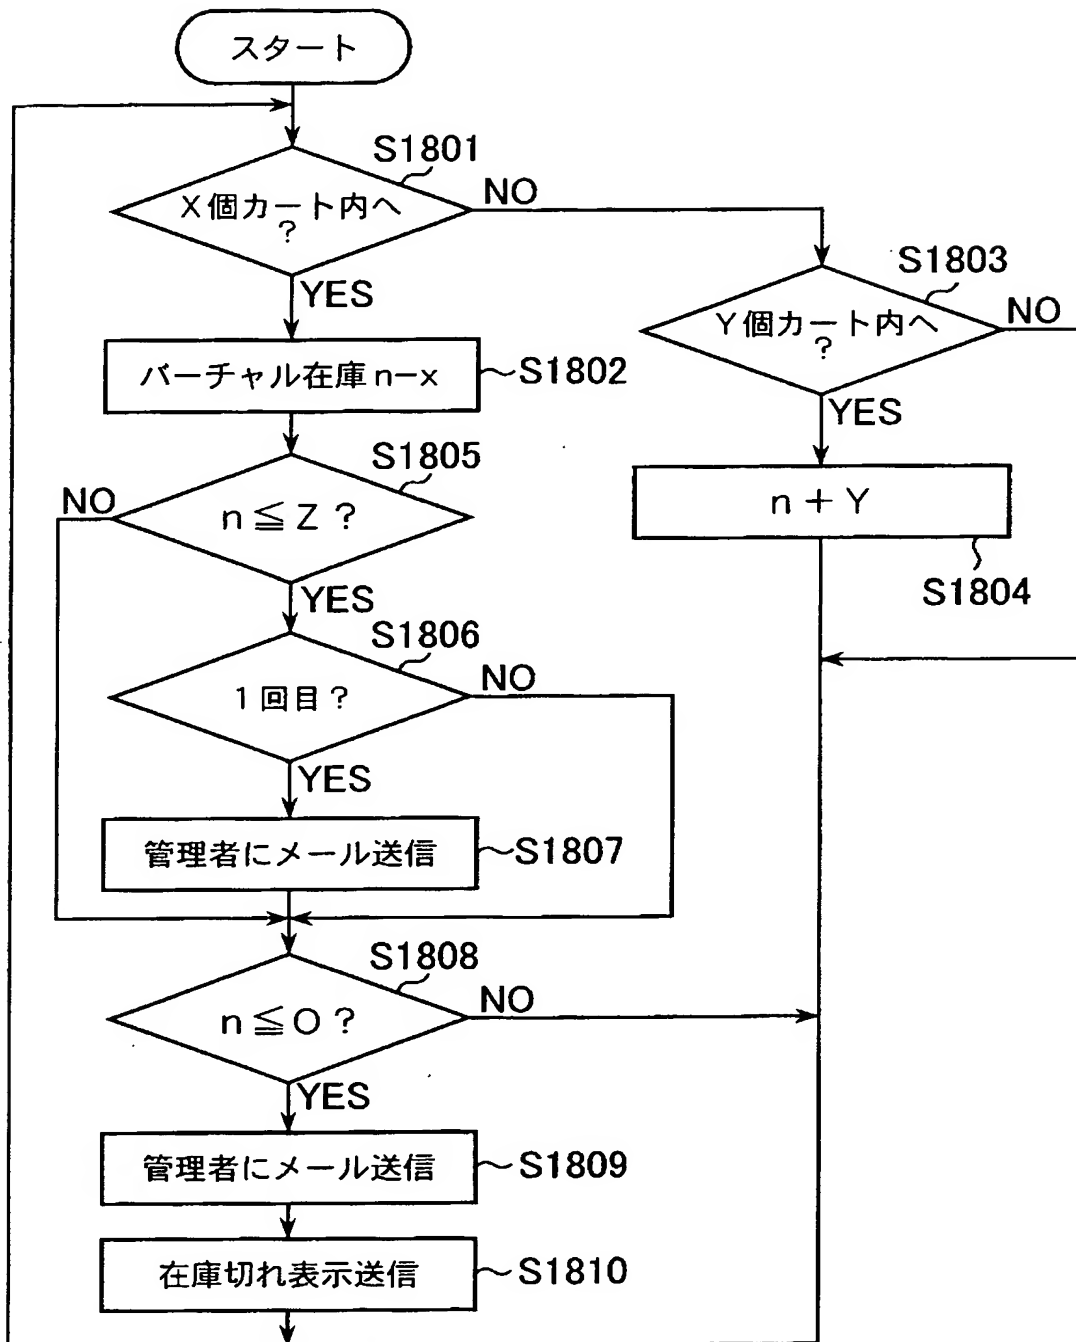 スタート
S1801
X個カート内へ
?
NO
YES
S1803
Y個カート内へ
?
NO
YES
バーチャル在庫n-x
S1802
S1805
n≦Z?
NO
YES
n+Y
S1804
S1806
1回目?
NO
YES
管理者にメール送信
S1807
S1808
n≦O?
NO
YES
管理者にメール送信
S1809
在庫切れ表示送信
S1810